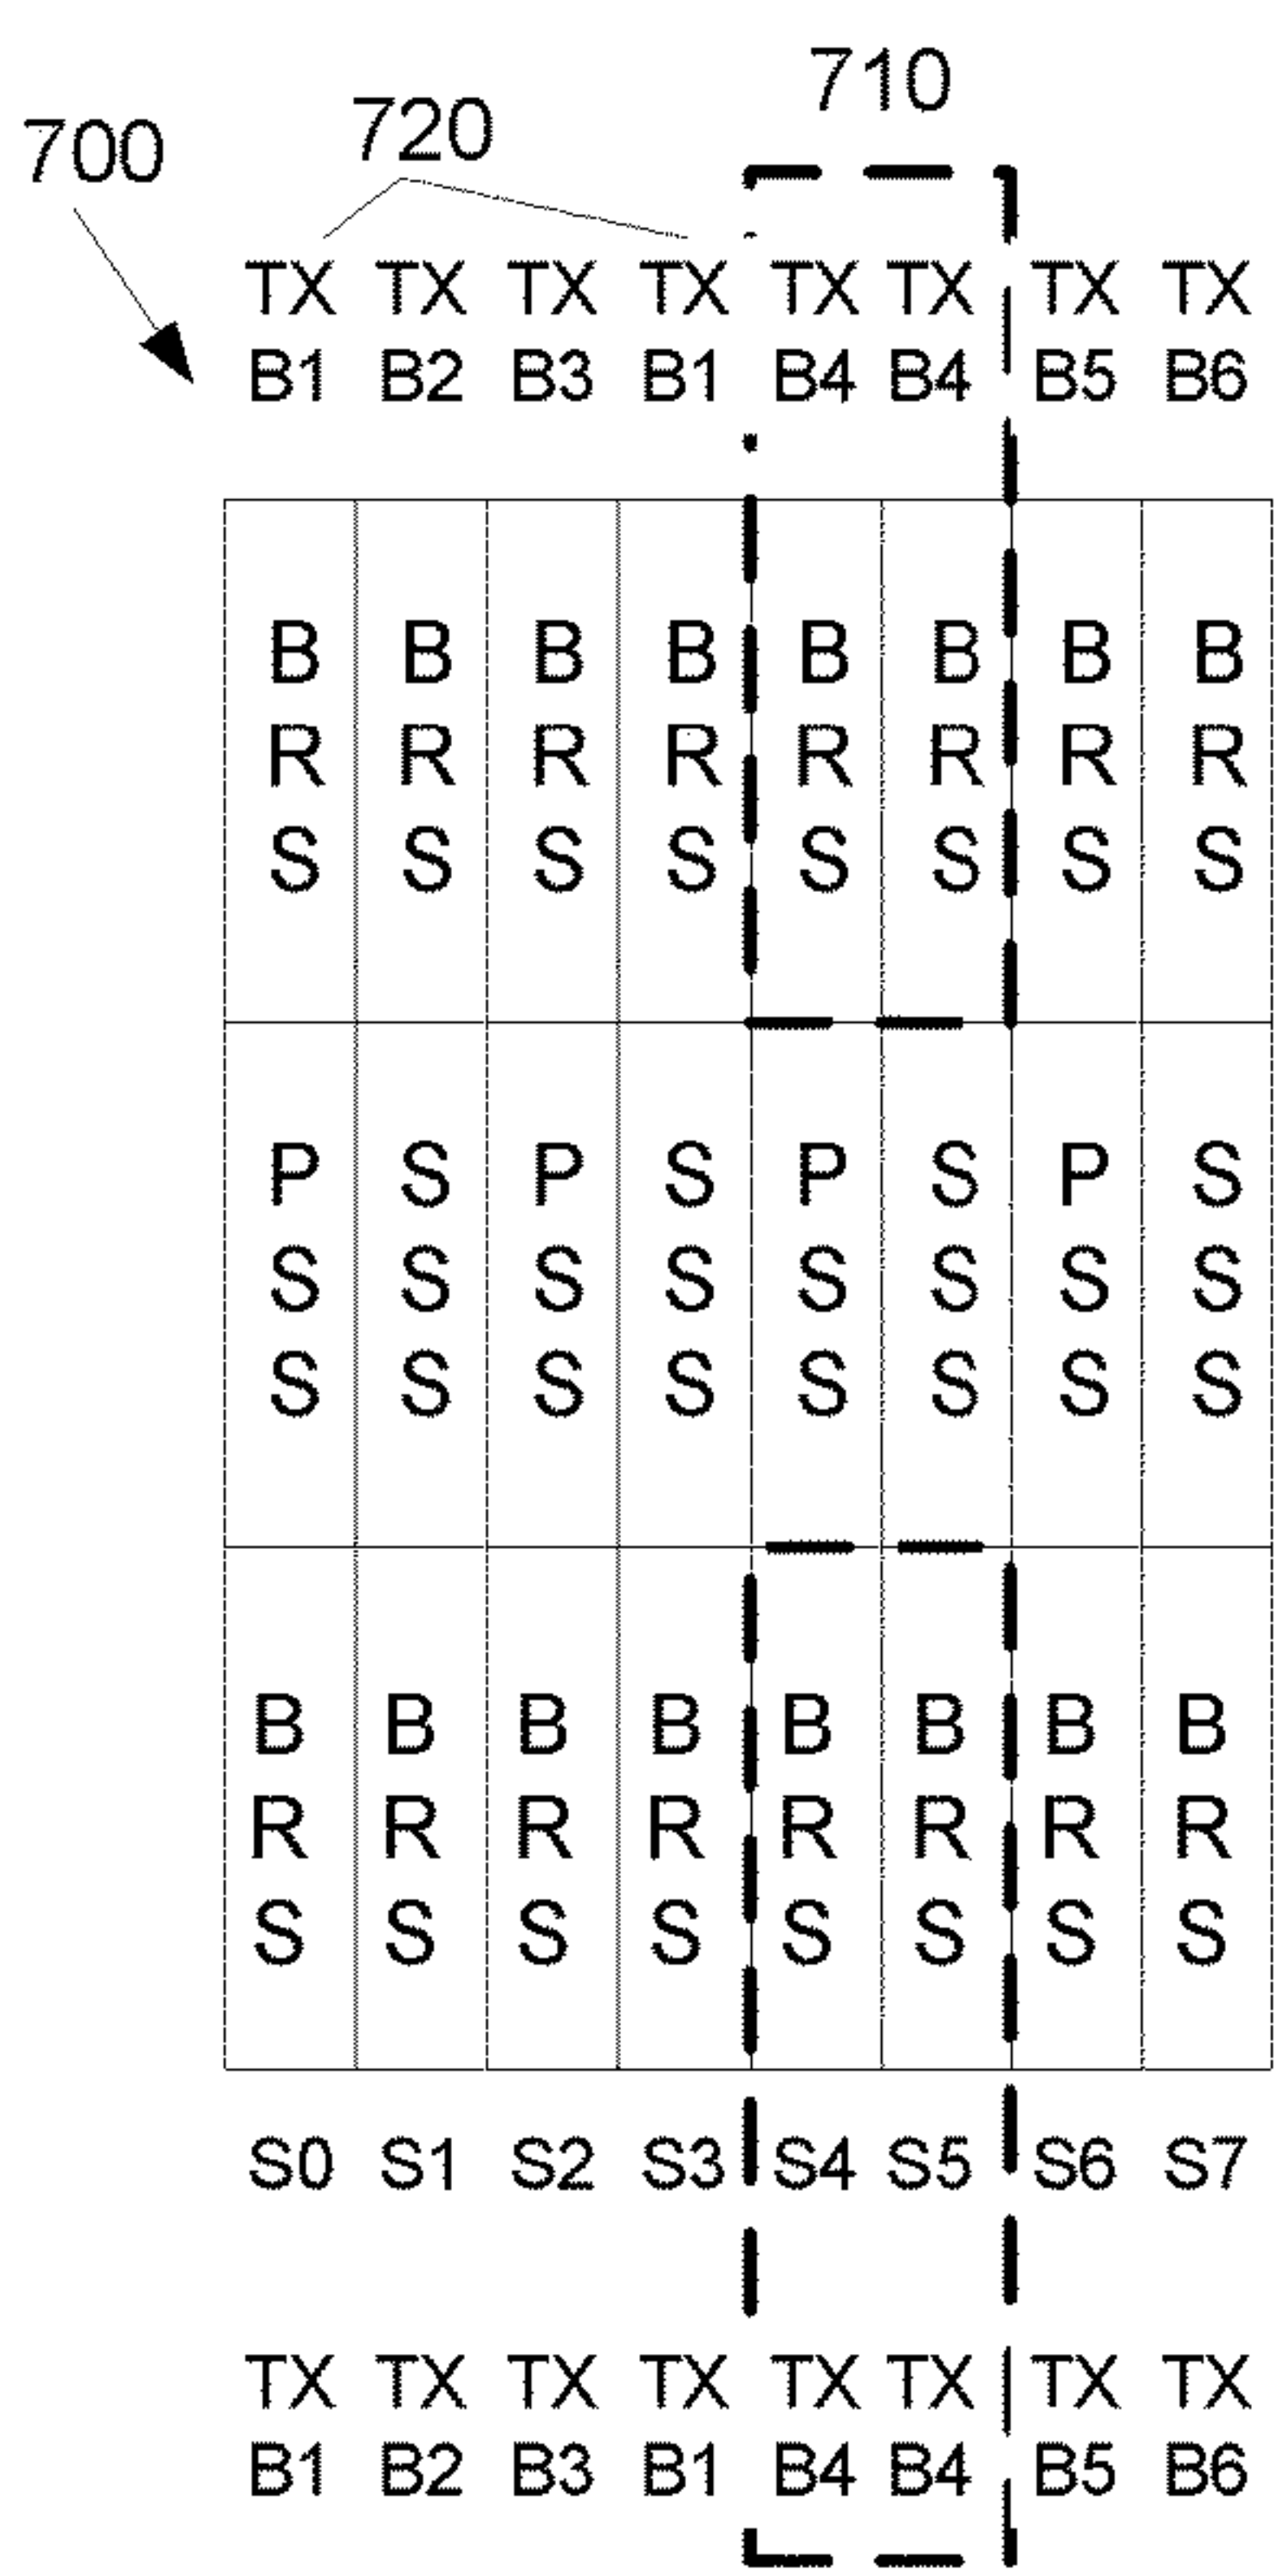 710
720
700
TX TX TX TX TX TX TX TX
B1 B2 B3 B1 B4 B4 B5 B6
B B B B B B B B
R R R R R R R R
S S S S S S S S
P S P S P S P S
S S S S S S S S
S S S S S S S S
B B B B B B B B
R R R R R R R R
S S S S S S S S
S0 S1 S2 S3 S4 S5 S6 S7
TX TX TX TX TX TX TX TX
B1 B2 B3 B1 B4 B4 B5 B6